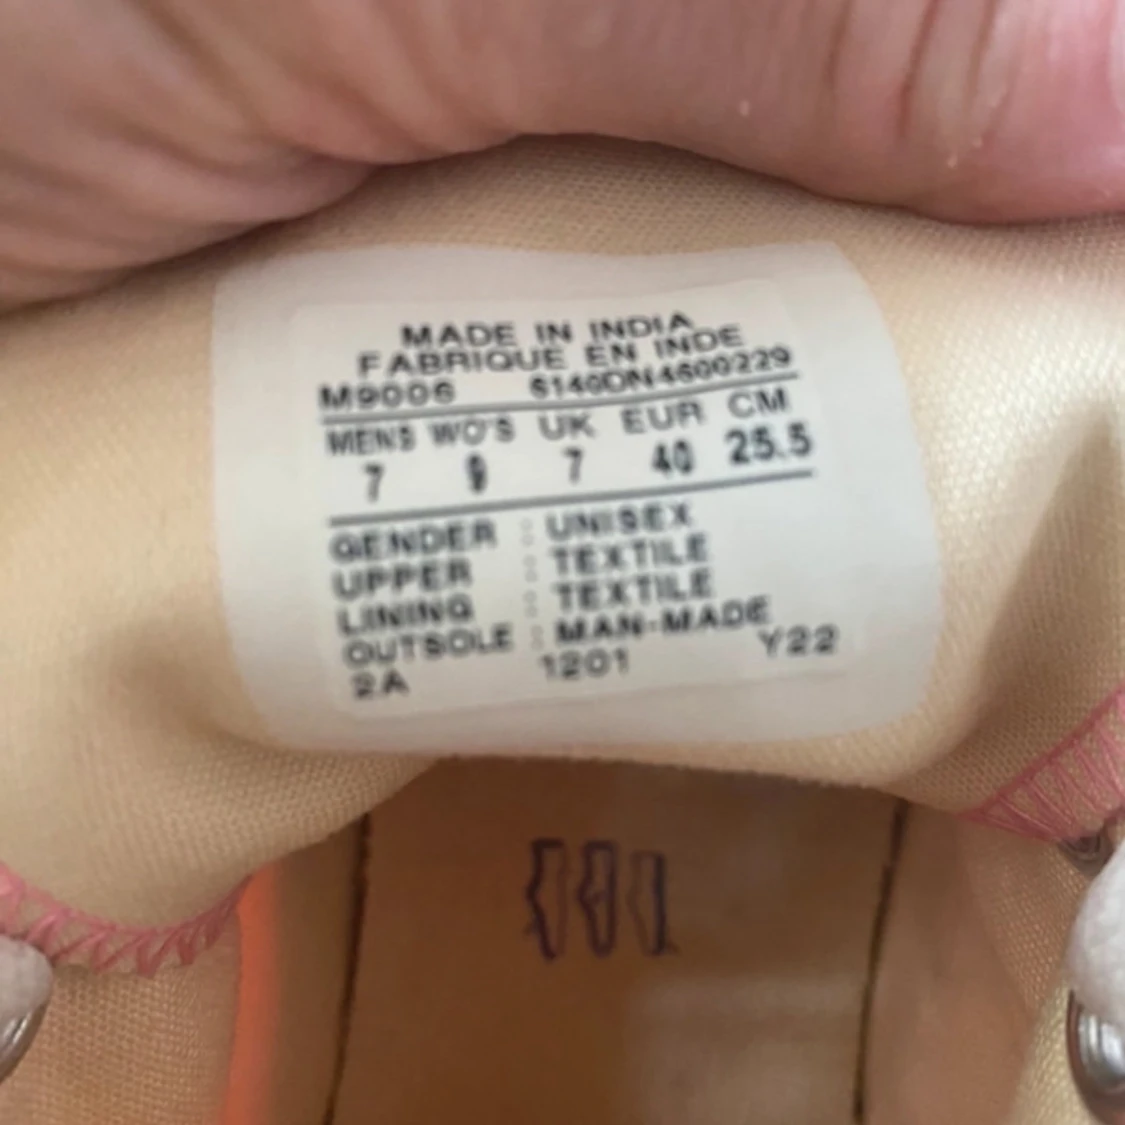 MADE IN INDIA
FABRIQUE EN INDE
M9006 6140DN4600229
MENS WO'S UK EUR CM
7 9 7 40 25.5
GENDER : UNISEX
UPPER : TEXTILE
LINING : TEXTILE
OUTSOLE : MAN-MADE
2A 1201 Y22